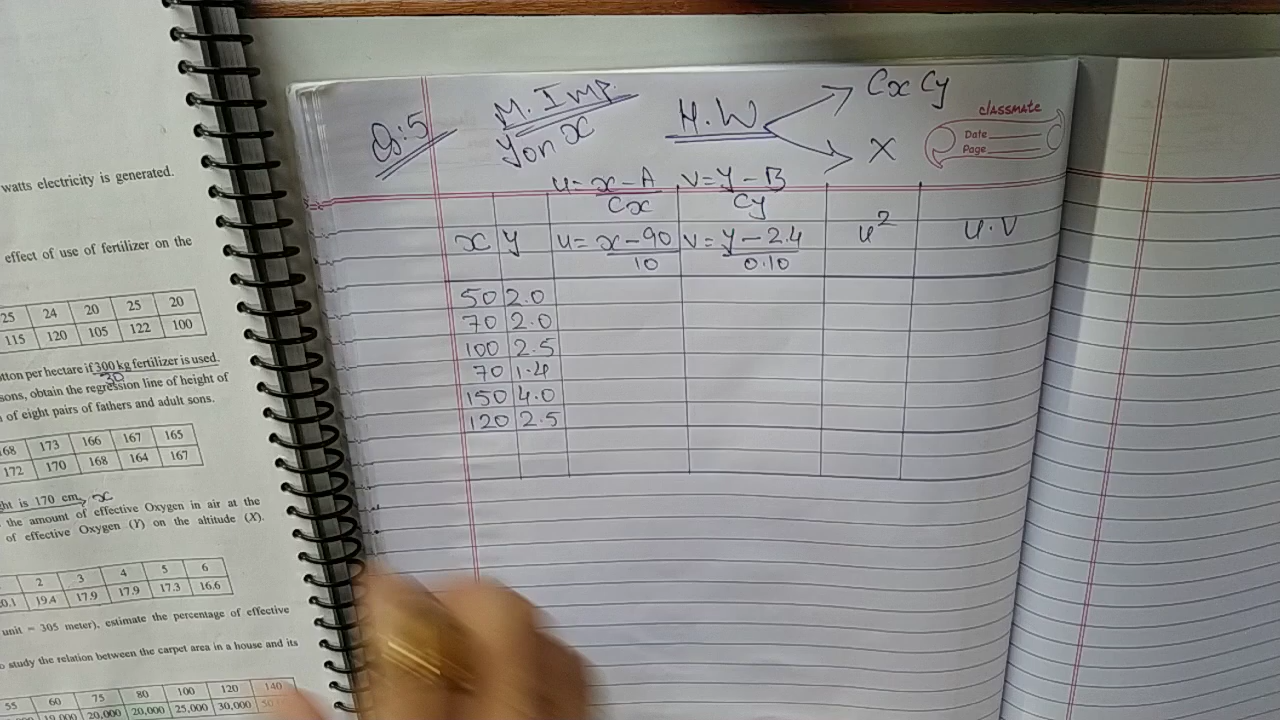 watts electricity is generated.
effect of use of fertilizer on the
25 24 20 25 20
115 120 105 122 100
tton per hectare if 300 kg fertilizer is used.
30
sons, obtain the regression line of height of
of eight pairs of fathers and adult sons.
168 173 166 167 165
172 170 168 164 167
ght is 170 cm. x
the amount of effective Oxygen in air at the
of effective Oxygen (Y) on the altitude (X).
2 3 4 5 6
20.1 19.4 17.9 17.9 17.3 16.6
unit = 305 meter), estimate the percentage of effective
study the relation between the carpet area in a house and its
55 60 75 80 100 120 140
20,000 20,000 25,000 30,000
Q:5 M. Imp. H.W Cx Cy
y on x X
classmate
Date
Page
u = x - A / Cx v = y - B / Cy
x y u = x - 90 / 10 v = y - 2.4 / 0.10 u² u.v
50 2.0
70 2.0
100 2.5
70 1.4
150 4.0
120 2.5